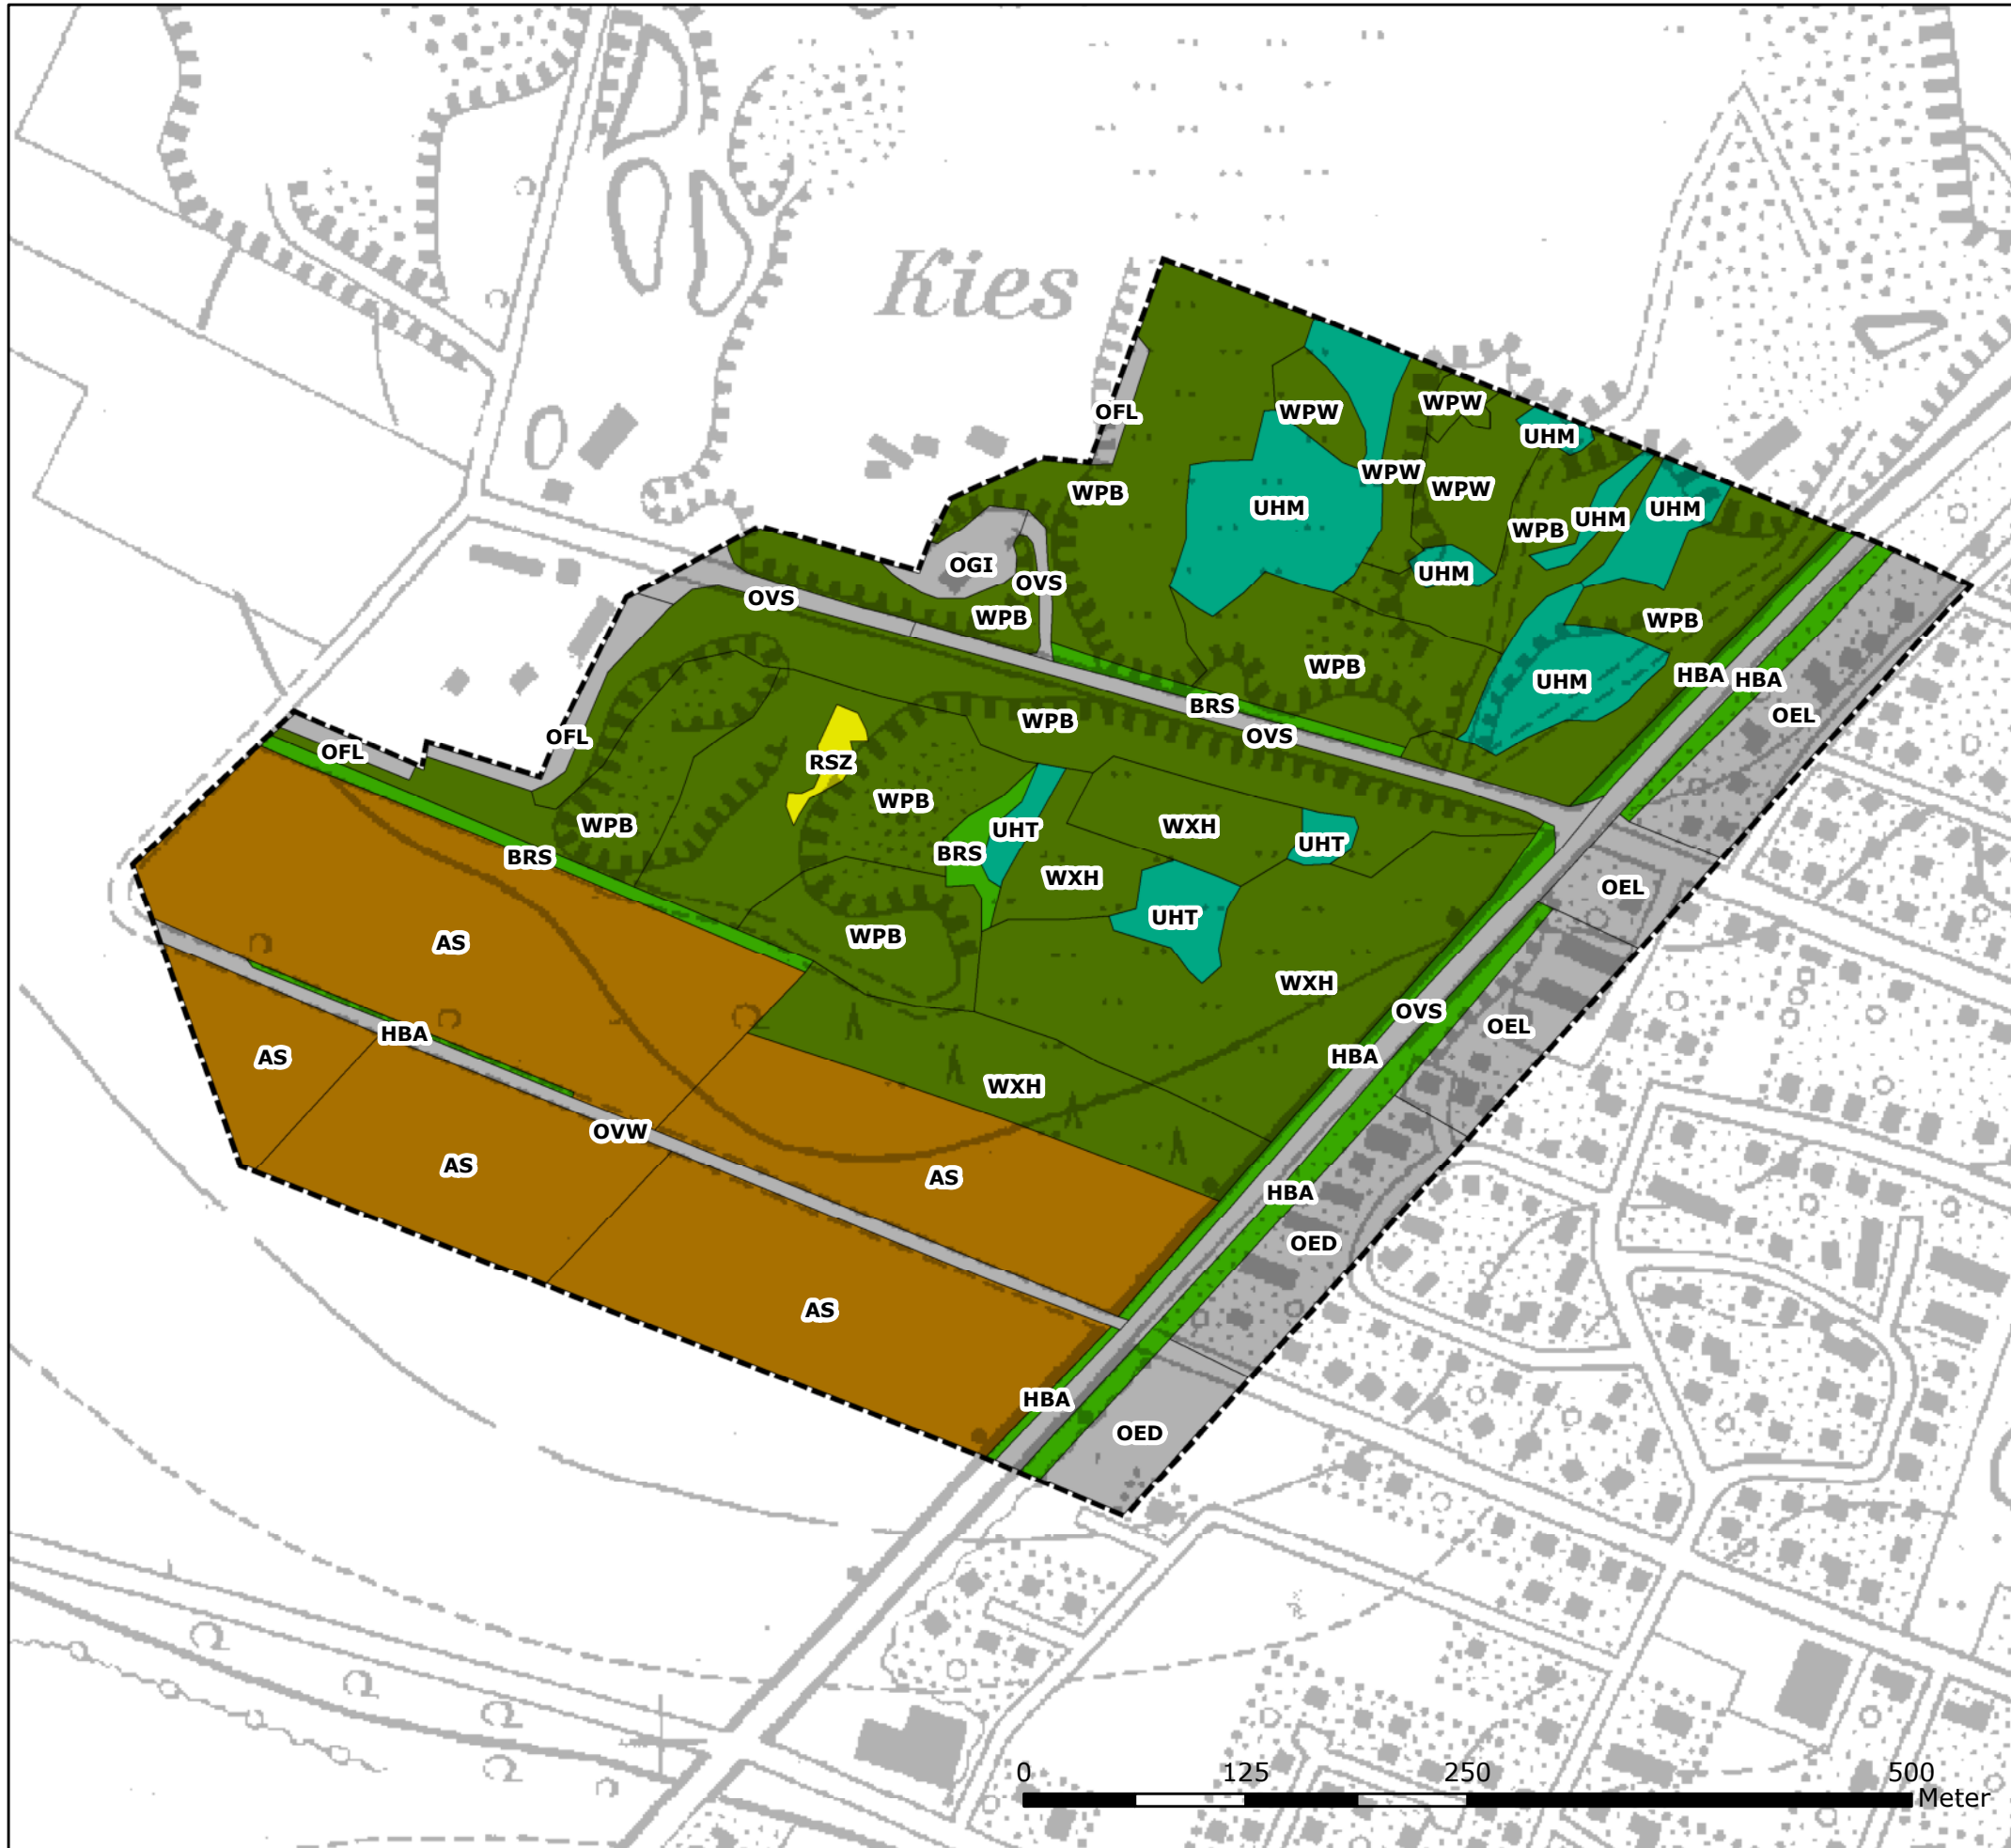 Kies
OFL
WPW
WPW
UHM
WPW
WPB
WPW
UHM
UHM
UHM
WPB
OGI
UHM
OVS
OVS
WPB
WPB
WPB
HBA
HBA
UHM
BRS
OEL
WPB
OVS
OFL
OFL
RSZ
WPB
WPB
UHT
WXH
UHT
BRS
BRS
WXH
OEL
UHT
WPB
AS
WXH
OVS
OEL
HBA
AS
HBA
WXH
OVW
AS
AS
HBA
OED
AS
HBA
OED
0 125 250 500
Meter